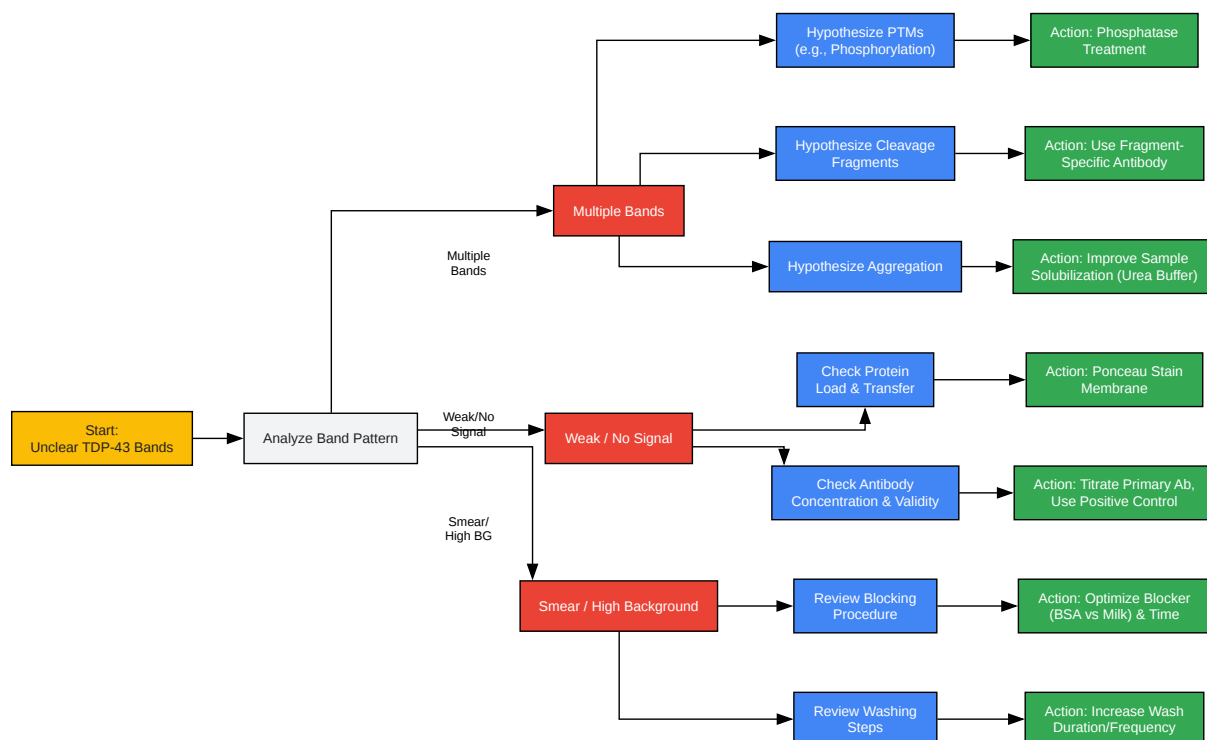 Hypothesize PTMs
(e.g., Phosphorylation)
Action: Phosphatase
Treatment
Hypothesize Cleavage
Fragments
Action: Use Fragment-
Specific Antibody
Multiple Bands
Multiple
Bands
Hypothesize Aggregation
Action: Improve Sample
Solubilization (Urea Buffer)
Check Protein
Load & Transfer
Action: Ponceau Stain
Membrane
Start:
Unclear TDP-43 Bands
Analyze Band Pattern
Weak/No
Signal
Weak / No Signal
Check Antibody
Concentration & Validity
Action: Titrate Primary Ab,
Use Positive Control
Smear/
High BG
Smear / High Background
Review Blocking
Procedure
Action: Optimize Blocker
(BSA vs Milk) & Time
Review Washing
Steps
Action: Increase Wash
Duration/Frequency